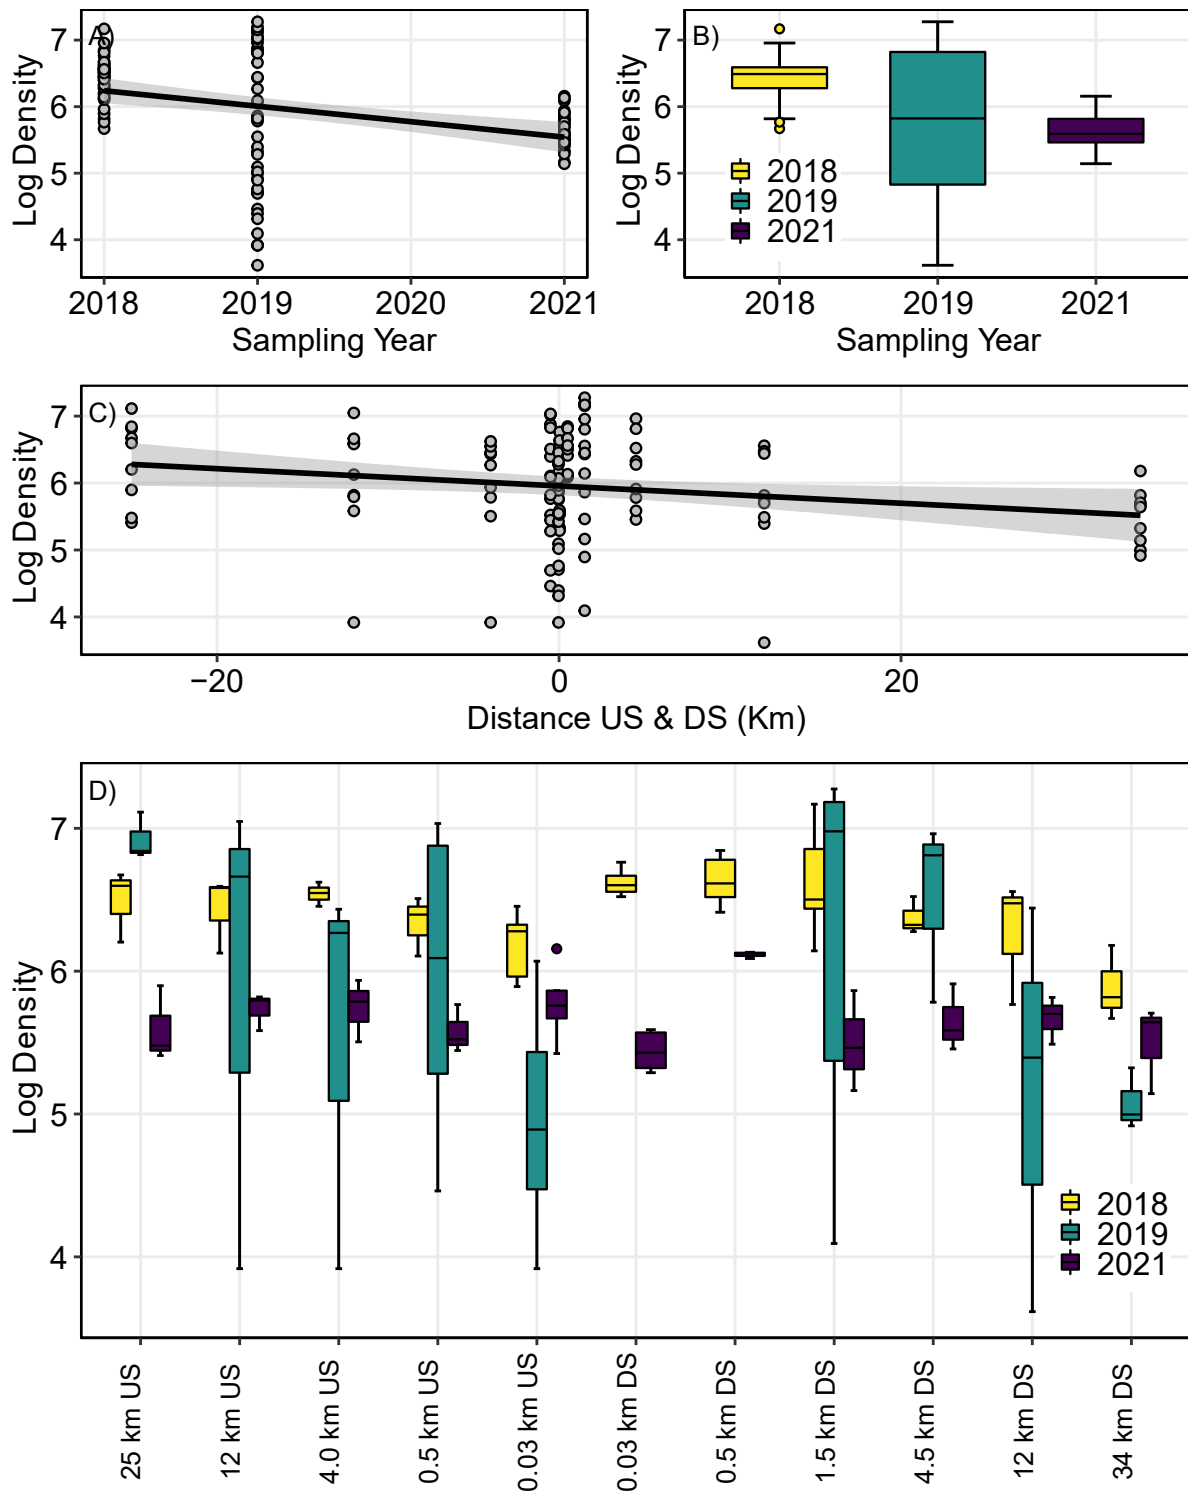 A)
7
6
5
4
Log Density
2018 2019 2020 2021
Sampling Year
B)
7
6
5
4
Log Density
2018
2019
2021
2018 2019 2021
Sampling Year
C)
7
6
5
4
Log Density
−20 0 20
Distance US & DS (Km)
D)
7
6
5
4
Log Density
2018
2019
2021
25 km US
12 km US
4.0 km US
0.5 km US
0.03 km US
0.03 km DS
0.5 km DS
1.5 km DS
4.5 km DS
12 km DS
34 km DS